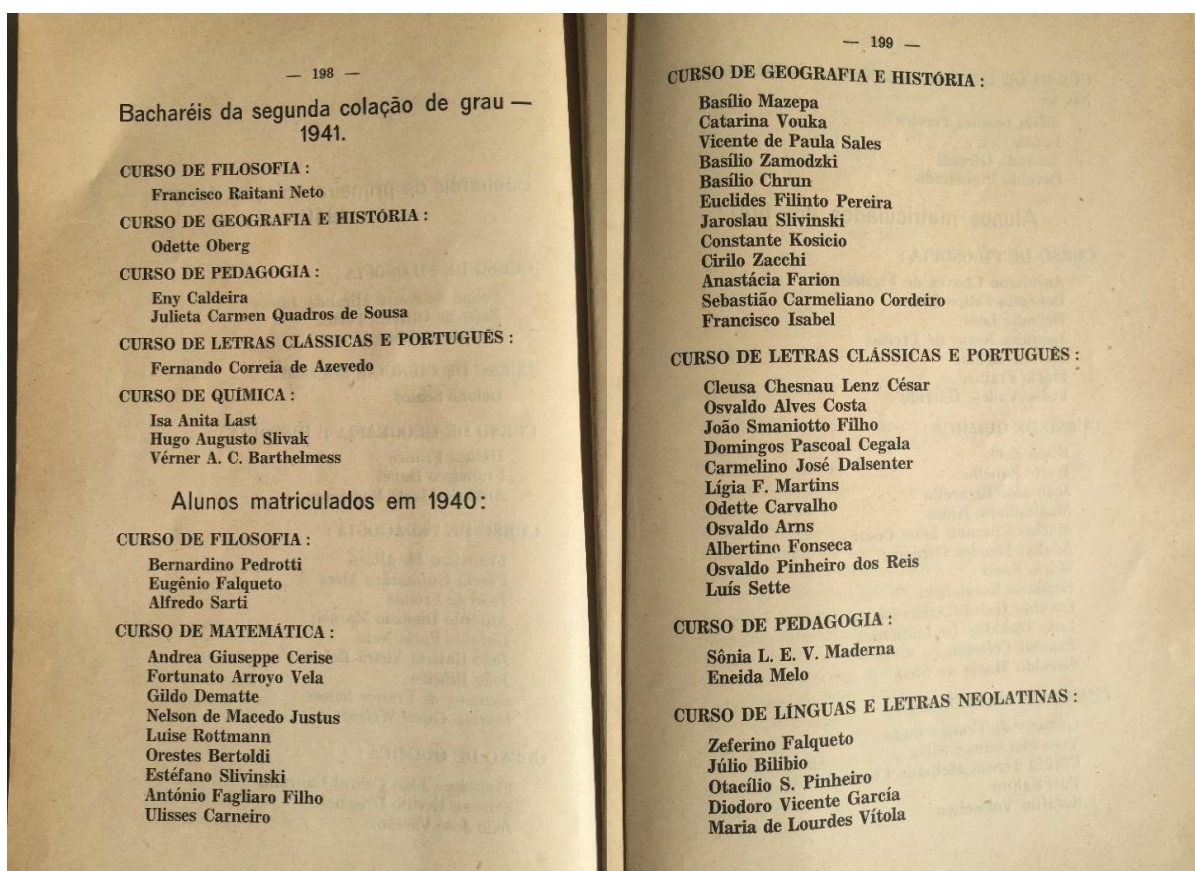 — 198 —
Bacharéis da segunda colação de grau —
1941.
CURSO DE FILOSOFIA :
Francisco Raitani Neto
CURSO DE GEOGRAFIA E HISTÓRIA :
Odette Oberg
CURSO DE PEDAGOGIA :
Eny Caldeira
Julieta Carmen Quadros de Sousa
CURSO DE LETRAS CLÁSSICAS E PORTUGUÊS :
Fernando Correia de Azevedo
CURSO DE QUÍMICA :
Isa Anita Last
Hugo Augusto Slivak
Vérner A. C. Barthelmess
Alunos matriculados em 1940:
CURSO DE FILOSOFIA :
Bernardino Pedrotti
Eugênio Falqueto
Alfredo Sarti
CURSO DE MATEMÁTICA :
Andrea Giuseppe Cerise
Fortunato Arroyo Vela
Gildo Dematte
Nelson de Macedo Justus
Luise Rottmann
Orestes Bertoldi
Estéfano Slivinski
António Fagliaro Filho
Ulisses Carneiro
— 199 —
CURSO DE GEOGRAFIA E HISTÓRIA :
Basílio Mazepa
Catarina Vouka
Vicente de Paula Sales
Basílio Zamodzki
Basílio Chrun
Euclides Filinto Pereira
Jaroslau Slivinski
Constante Kosicio
Cirilo Zacchi
Anastácia Farion
Sebastião Carmeliano Cordeiro
Francisco Isabel
CURSO DE LETRAS CLÁSSICAS E PORTUGUÊS :
Cleusa Chesnau Lenz César
Osvaldo Alves Costa
João Smaniotto Filho
Domingos Pascoal Cegala
Carmelino José Dalsenter
Lígia F. Martins
Odette Carvalho
Osvaldo Arns
Albertino Fonseca
Osvaldo Pinheiro dos Reis
Luís Sette
CURSO DE PEDAGOGIA :
Sônia L. E. V. Maderna
Eneida Melo
CURSO DE LÍNGUAS E LETRAS NEOLATINAS :
Zeferino Falqueto
Júlio Bilibio
Otacílio S. Pinheiro
Diodoro Vicente García
Maria de Lourdes Vítola